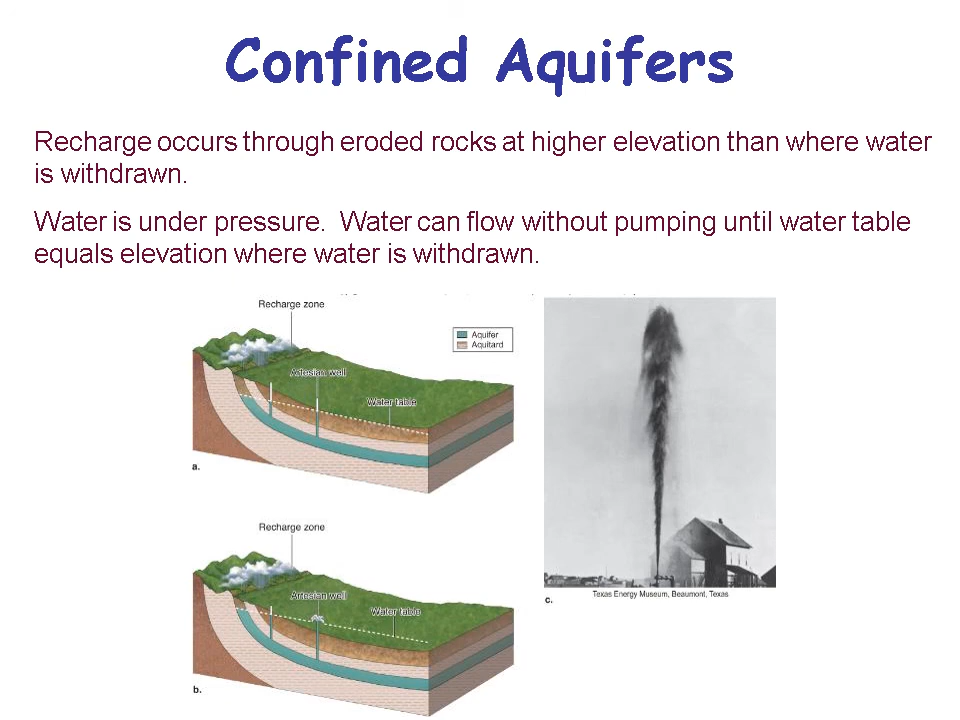 Confined Aquifers
Recharge occurs through eroded rocks at higher elevation than where water
is withdrawn.
Water is under pressure. Water can flow without pumping until water table
equals elevation where water is withdrawn.
Recharge zone
Aquifer
Aquitard
Artesian well
Water table
a.
Recharge zone
Artesian well
Water table
b.
Texas Energy Museum, Beaumont, Texas
c.